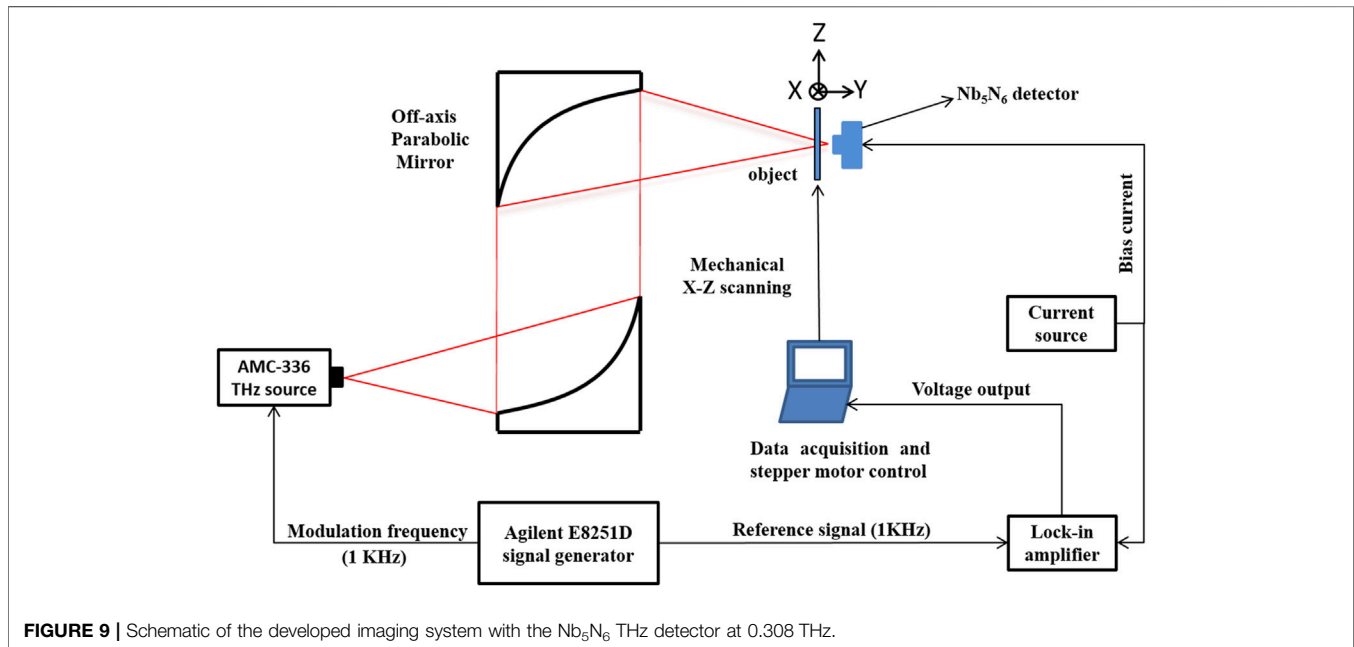 Z
X
Y
Nb₅N₆ detector
Off-axis
Parabolic
Mirror
object
Bias current
Mechanical
X-Z scanning
Current
source
AMC-336
THz source
Voltage output
Data acquisition and
stepper motor control
Modulation frequency
(1 KHz)
Agilent E8251D
signal generator
Reference signal (1KHz)
Lock-in
amplifier
FIGURE 9 | Schematic of the developed imaging system with the Nb₅N₆ THz detector at 0.308 THz.